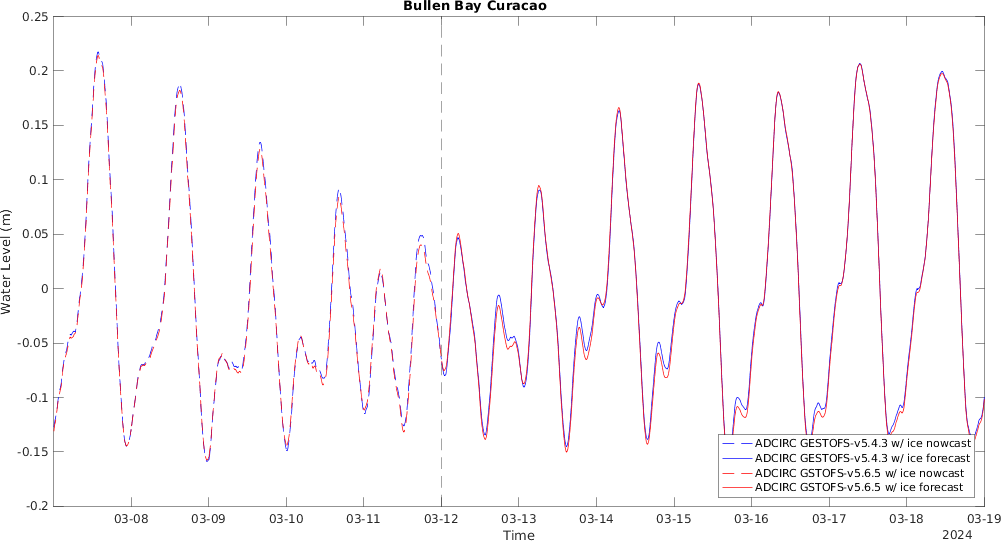 Bullen Bay Curacao
0.25
0.2
0.15
0.1
0.05
0
-0.05
-0.1
-0.15
-0.2
Water Level (m)
ADCIRC GESTOFS-v5.4.3 w/ ice nowcast
ADCIRC GESTOFS-v5.4.3 w/ ice forecast
ADCIRC GSTOFS-v5.6.5 w/ ice nowcast
ADCIRC GSTOFS-v5.6.5 w/ ice forecast
03-08 03-09 03-10 03-11 03-12 03-13 03-14 03-15 03-16 03-17 03-18 03-19
Time
2024